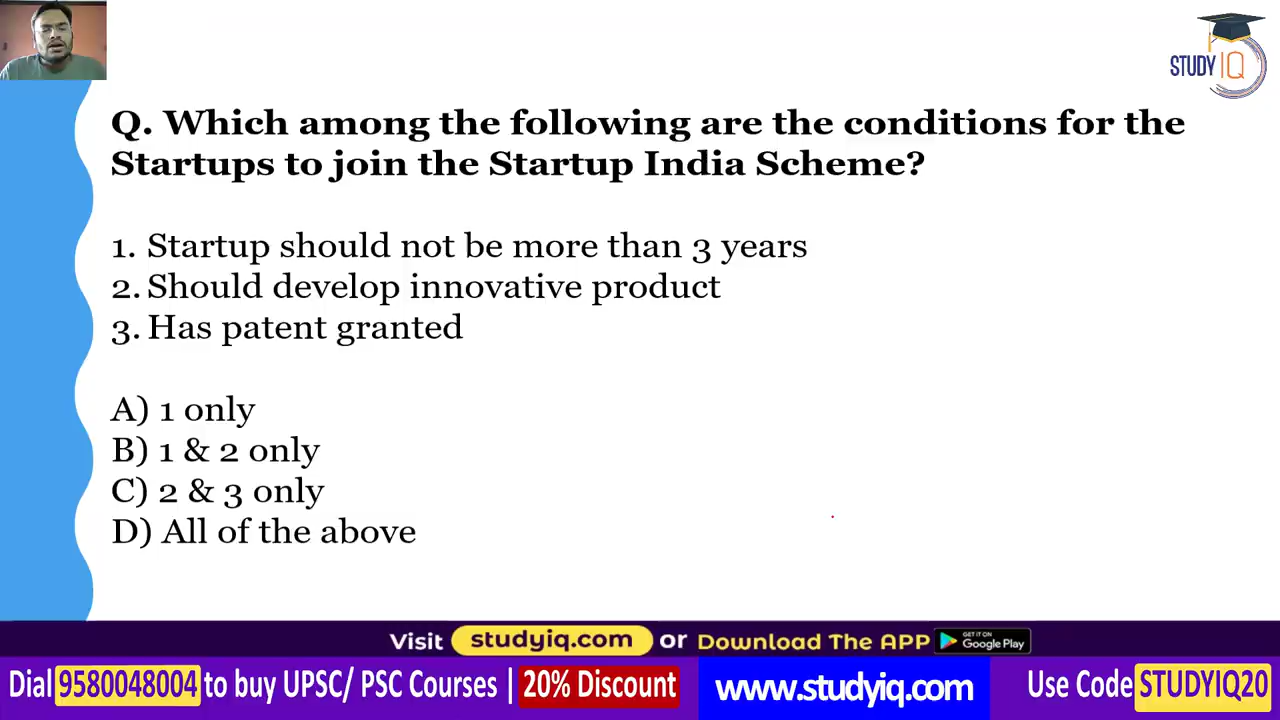 STUDY IQ
Q. Which among the following are the conditions for the
Startups to join the Startup India Scheme?
1. Startup should not be more than 3 years
2. Should develop innovative product
3. Has patent granted
A) 1 only
B) 1 & 2 only
C) 2 & 3 only
D) All of the above
Visit studyiq.com or Download The APP GET IT ON Google Play
Dial 9580048004 to buy UPSC/ PSC Courses | 20% Discount www.studyiq.com Use Code STUDYIQ20